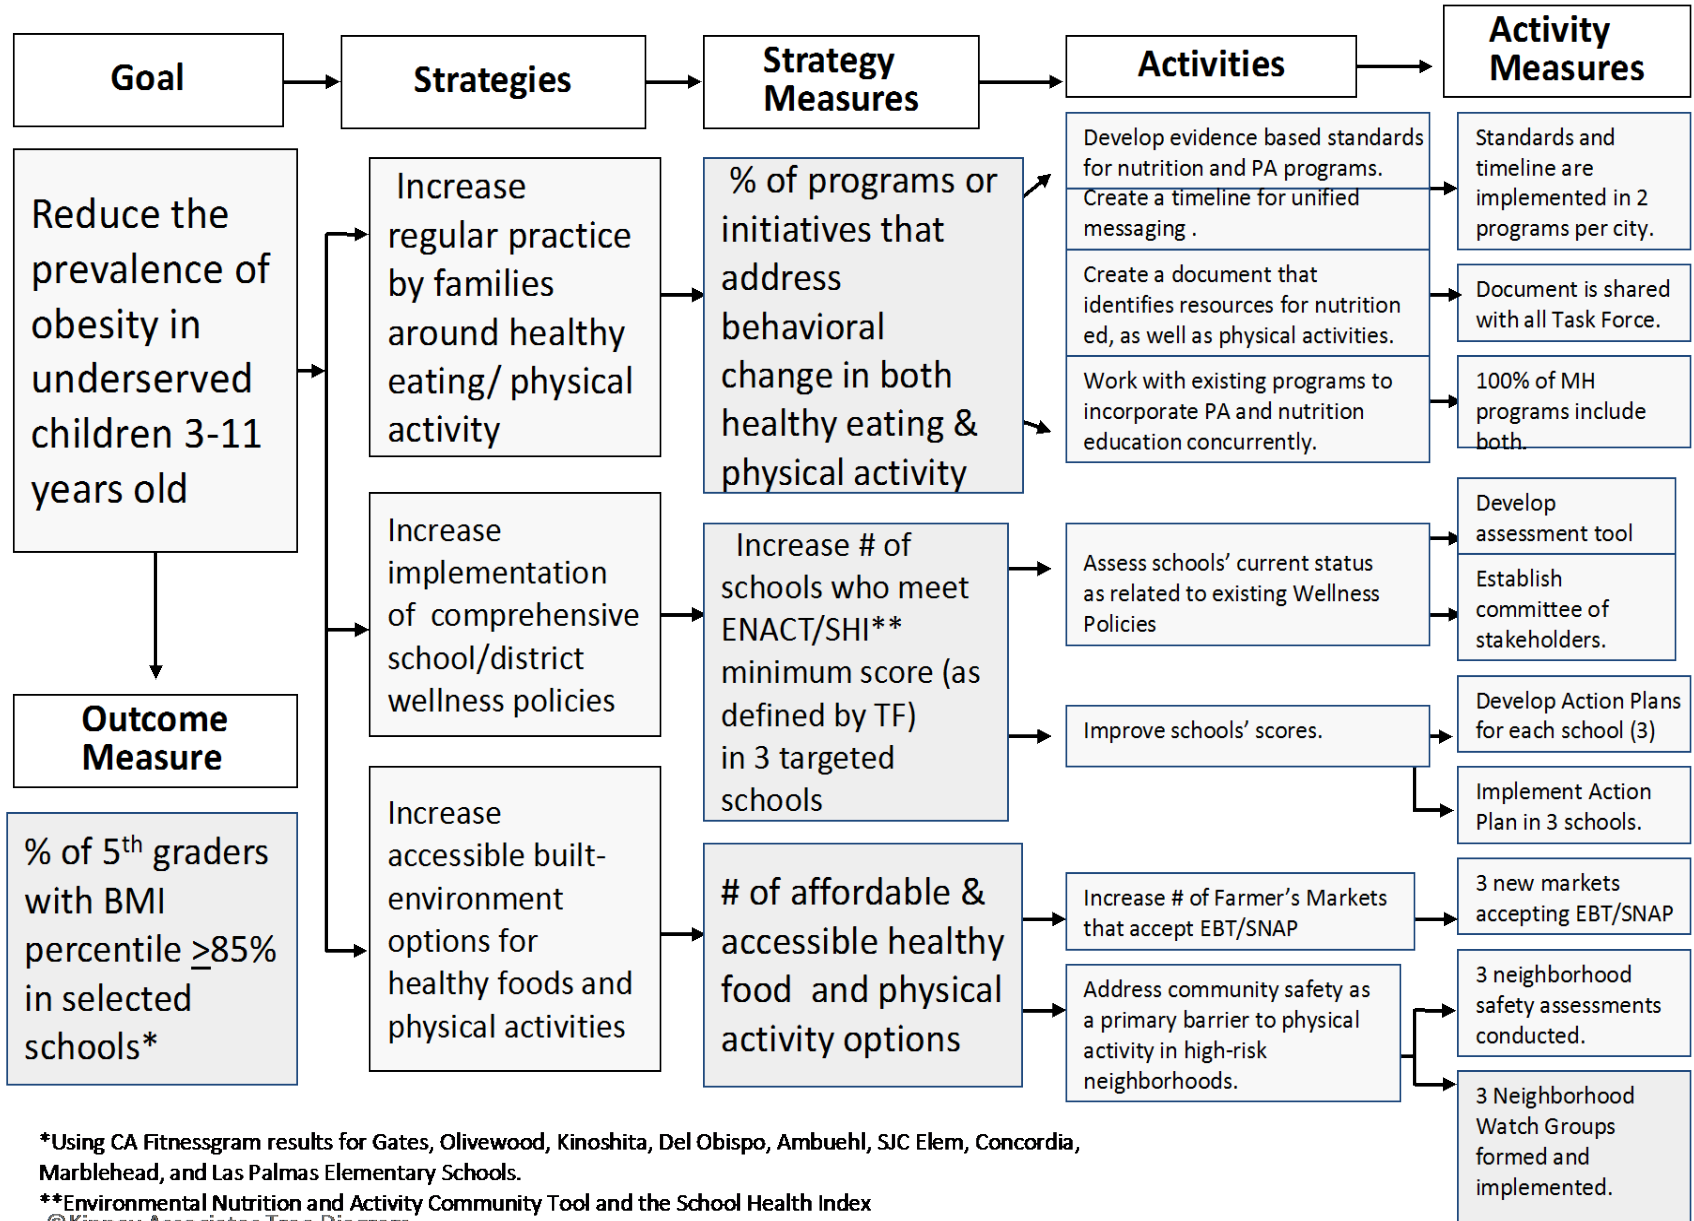 Goal
Strategies
Strategy
Measures
Activities
Activity
Measures
Reduce the
prevalence of
obesity in
underserved
children 3-11
years old
Outcome
Measure
% of 5th graders
with BMI
percentile >85%
in selected
schools*
Increase
regular practice
by families
around healthy
eating/ physical
activity
Increase
implementation
of comprehensive
school/district
wellness policies
Increase
accessible built-
environment
options for
healthy foods and
physical activities
% of programs or
initiatives that
address
behavioral
change in both
healthy eating &
physical activity
Increase # of
schools who meet
ENACT/SHI**
minimum score (as
defined by TF)
in 3 targeted
schools
# of affordable &
accessible healthy
food and physical
activity options
Develop evidence based standards
for nutrition and PA programs.
Create a timeline for unified
messaging .
Create a document that
identifies resources for nutrition
ed, as well as physical activities.
Work with existing programs to
incorporate PA and nutrition
education concurrently.
Assess schools’ current status
as related to existing Wellness
Policies
Improve schools’ scores.
Increase # of Farmer’s Markets
that accept EBT/SNAP
Address community safety as
a primary barrier to physical
activity in high-risk
neighborhoods.
Standards and
timeline are
implemented in 2
programs per city.
Document is shared
with all Task Force.
100% of MH
programs include
both.
Develop
assessment tool
Establish
committee of
stakeholders.
Develop Action Plans
for each school (3)
Implement Action
Plan in 3 schools.
3 new markets
accepting EBT/SNAP
3 neighborhood
safety assessments
conducted.
3 Neighborhood
Watch Groups
formed and
implemented.
*Using CA Fitnessgram results for Gates, Olivewood, Kinoshita, Del Obispo, Ambuehl, SJC Elem, Concordia,
Marblehead, and Las Palmas Elementary Schools.
**Environmental Nutrition and Activity Community Tool and the School Health Index
Associates Tree Diagram